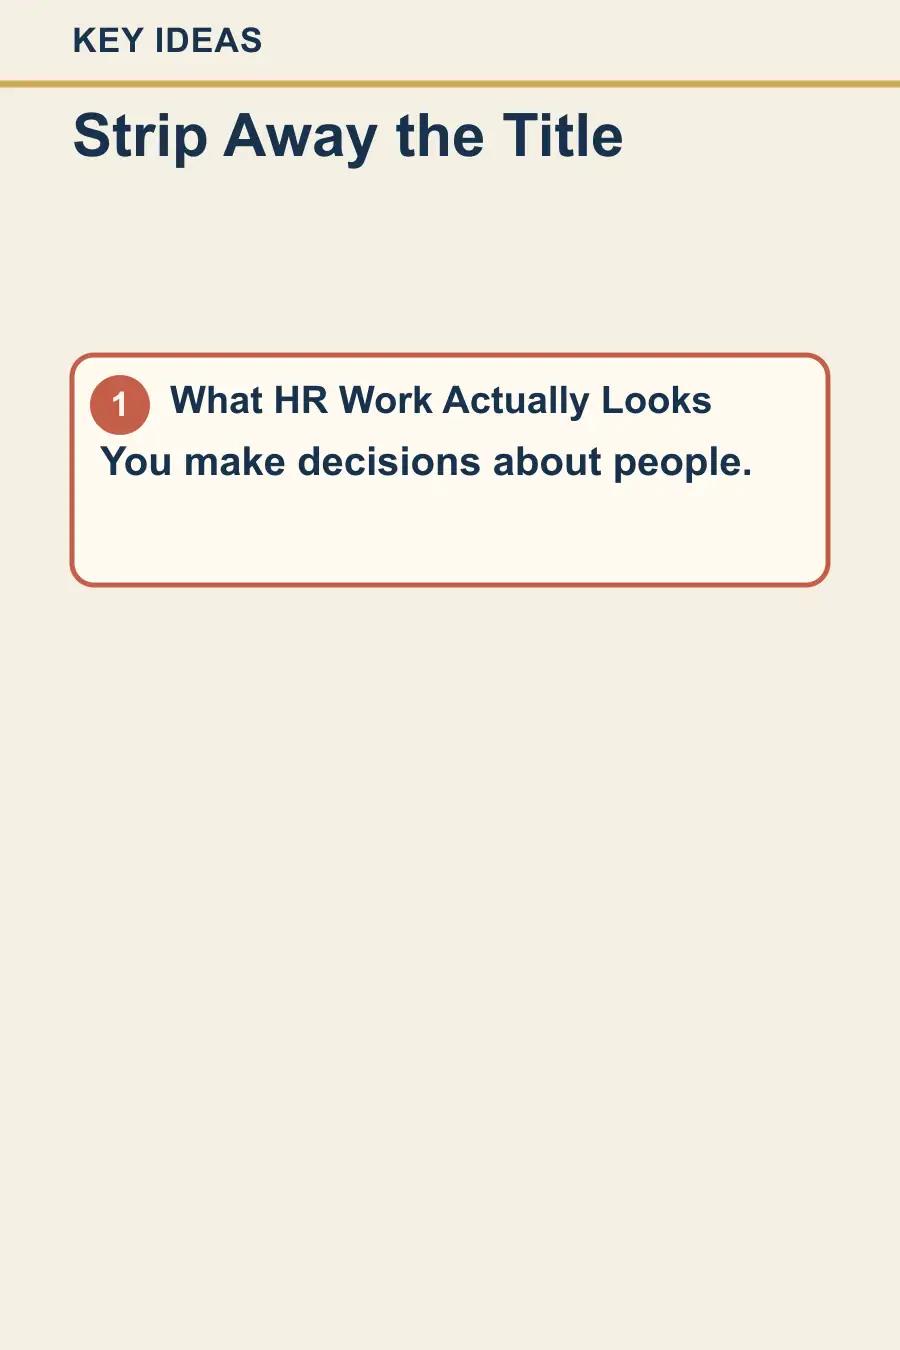 KEY IDEAS
Strip Away the Title
1 What HR Work Actually Looks
You make decisions about people.